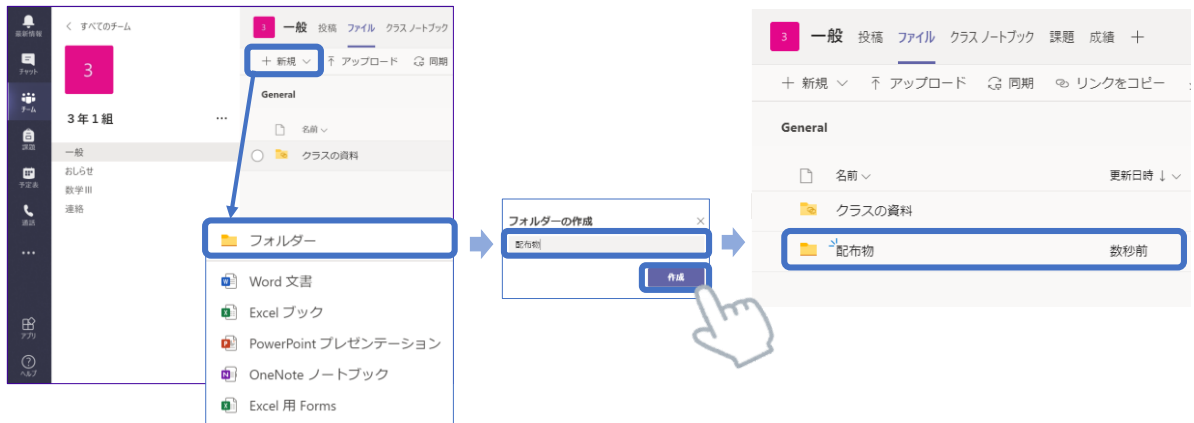 最新情報
チャット
チーム
課題
予定表
通話
アプリ
ヘルプ
すべてのチーム
3
3年1組
一般
おしらせ
数学III
連絡
3 一般 投稿 ファイル クラス ノートブック
新規 アップロード 同期
General
名前
クラスの資料
フォルダー
Word 文書
Excel ブック
PowerPoint プレゼンテーション
OneNote ノートブック
Excel 用 Forms
フォルダーの作成
配布物
作成
3 一般 投稿 ファイル クラス ノートブック 課題 成績
新規 アップロード 同期 リンクをコピー
General
名前 更新日時
クラスの資料
配布物 数秒前